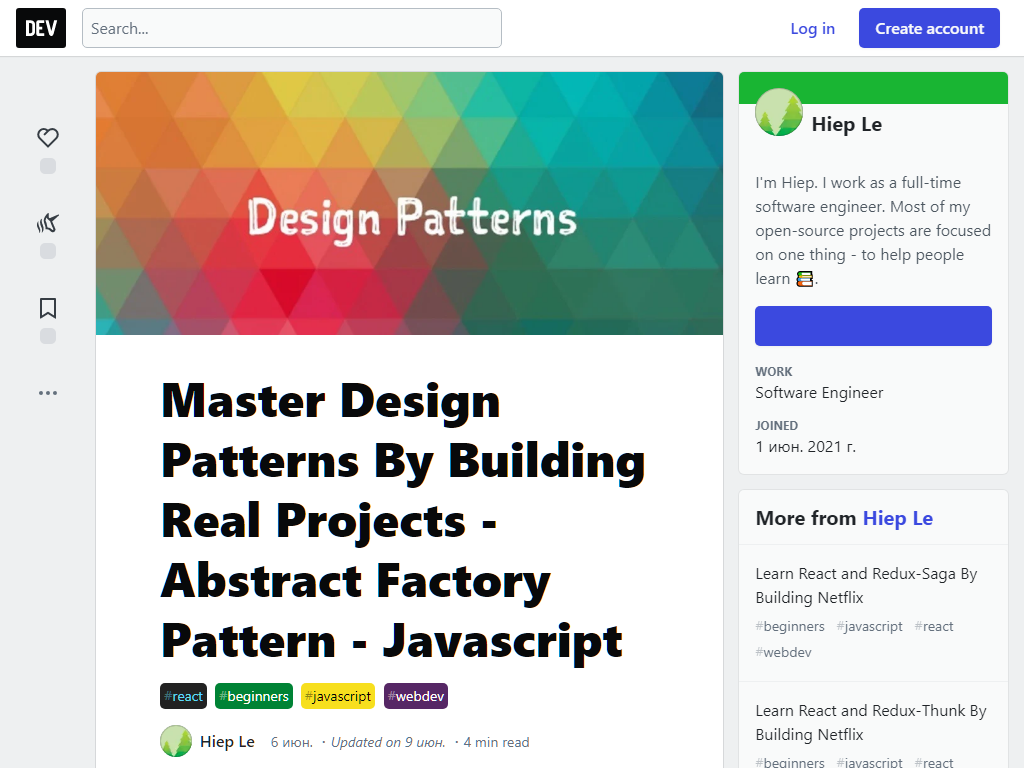 DEV
Search...
Log in
Create account
Design Patterns
Master Design
Patterns By Building
Real Projects -
Abstract Factory
Pattern - Javascript
#react #beginners #javascript #webdev
Hiep Le 6 июн. · Updated on 9 июн. · 4 min read
Hiep Le
I'm Hiep. I work as a full-time
software engineer. Most of my
open-source projects are focused
on one thing - to help people
learn 📚.
WORK
Software Engineer
JOINED
1 июн. 2021 г.
More from Hiep Le
Learn React and Redux-Saga By
Building Netflix
#beginners #javascript #react
#webdev
Learn React and Redux-Thunk By
Building Netflix
#beginners #javascript #react